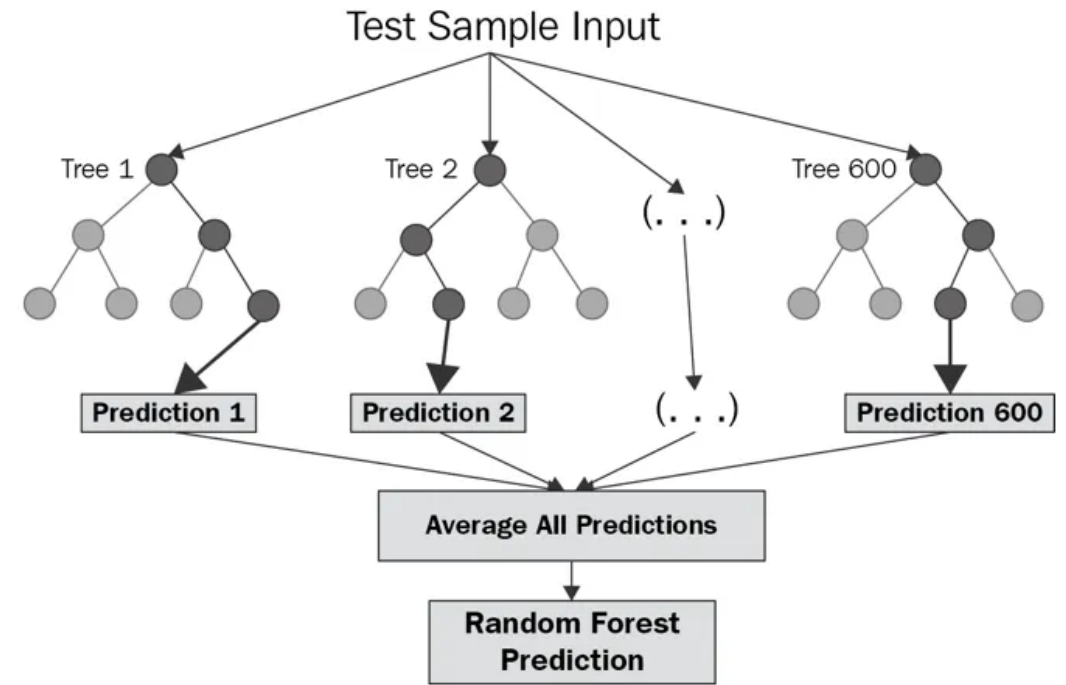 Test Sample Input
Tree 1
Tree 2
Tree 600
(. . .)
Prediction 1
Prediction 2
(. . .)
Prediction 600
Average All Predictions
Random Forest
Prediction